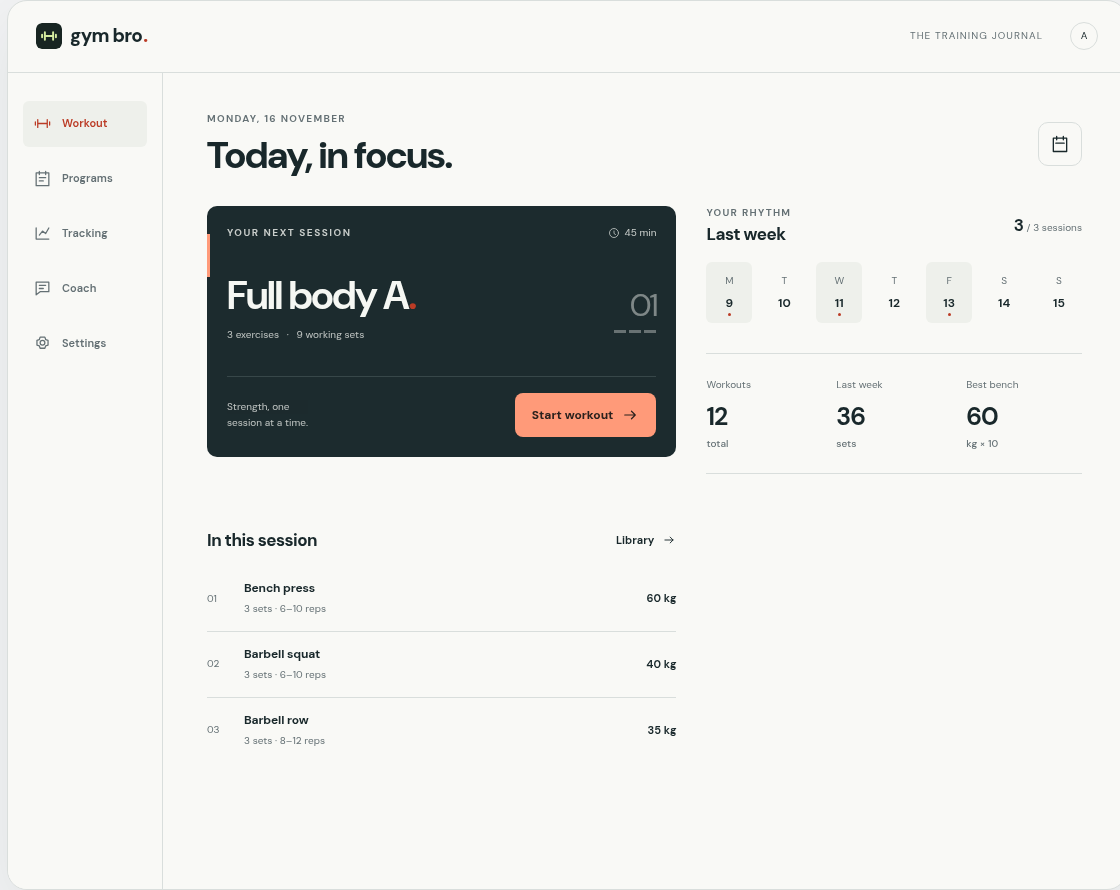 gym bro.
THE TRAINING JOURNAL
A
Workout
Programs
Tracking
Coach
Settings
MONDAY, 16 NOVEMBER
Today, in focus.
YOUR NEXT SESSION
45 min
Full body A.
01
3 exercises · 9 working sets
Strength, one
session at a time.
Start workout
YOUR RHYTHM
Last week
3 / 3 sessions
M T W T F S S
9 10 11 12 13 14 15
Workouts
12
total
Last week
36
sets
Best bench
60
kg × 10
In this session
Library
01
Bench press
3 sets · 6–10 reps
60 kg
02
Barbell squat
3 sets · 6–10 reps
40 kg
03
Barbell row
3 sets · 8–12 reps
35 kg